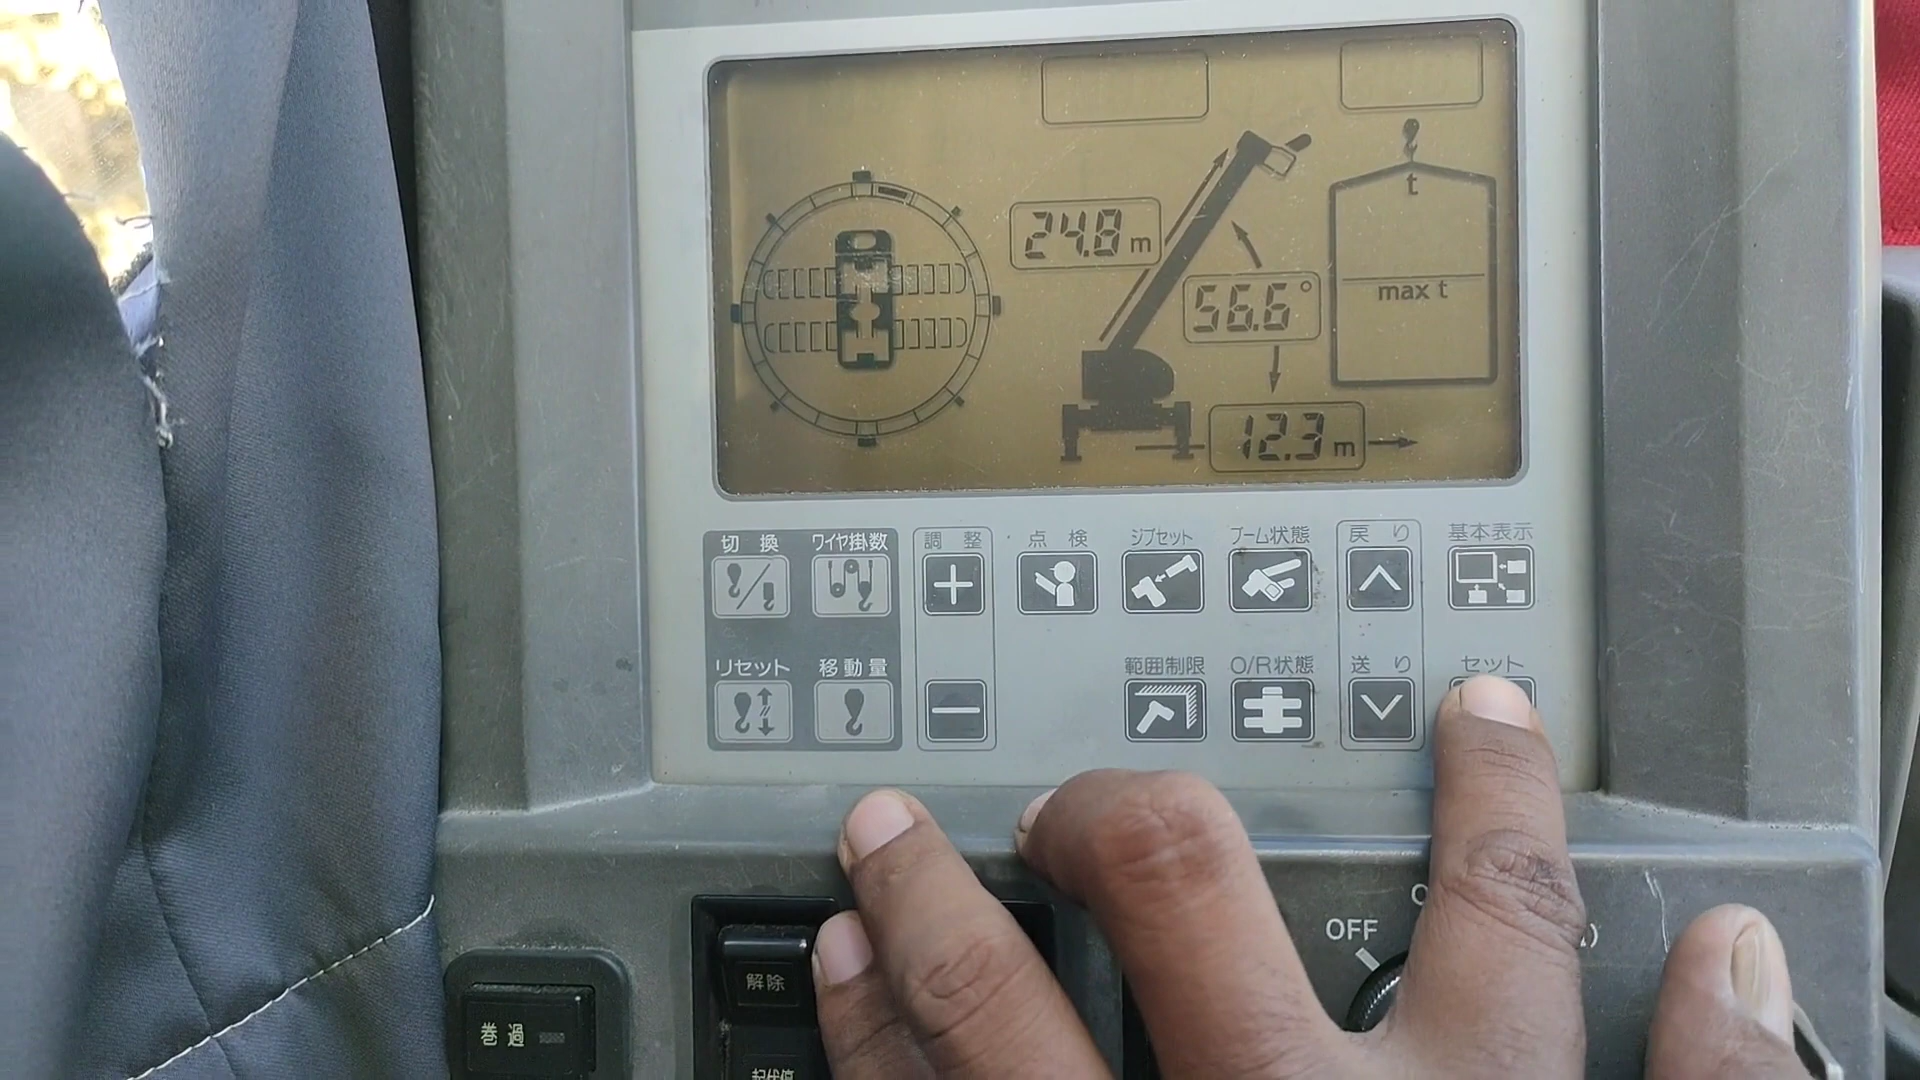 t
24.8 m
56.6°
max t
12.3 m
切 換
ワイヤ掛数
調 整
点 検
ジブセット
ブーム状態
戻 り
基本表示
リセット
移動量
範囲制限
O/R状態
送 り
セット
OFF
解除
巻過